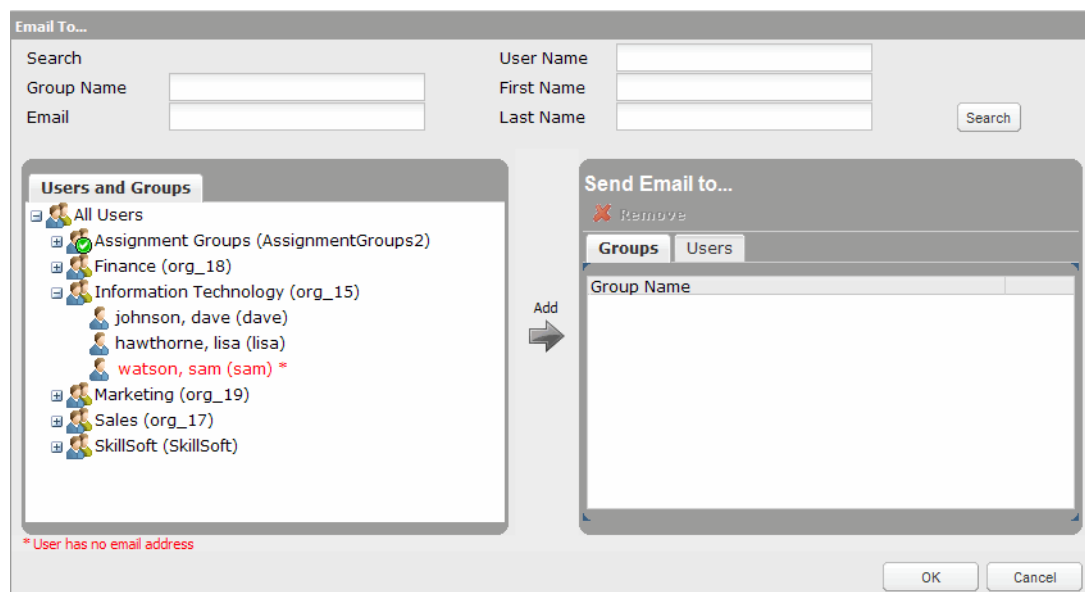 Email To...
Search
User Name
Group Name
First Name
Email
Last Name
Search
Users and Groups
All Users
Assignment Groups (AssignmentGroups2)
Finance (org_18)
Information Technology (org_15)
johnson, dave (dave)
hawthorne, lisa (lisa)
watson, sam (sam) *
Marketing (org_19)
Sales (org_17)
SkillSoft (SkillSoft)
* User has no email address
Add
Send Email to...
Remove
Groups Users
Group Name
OK Cancel